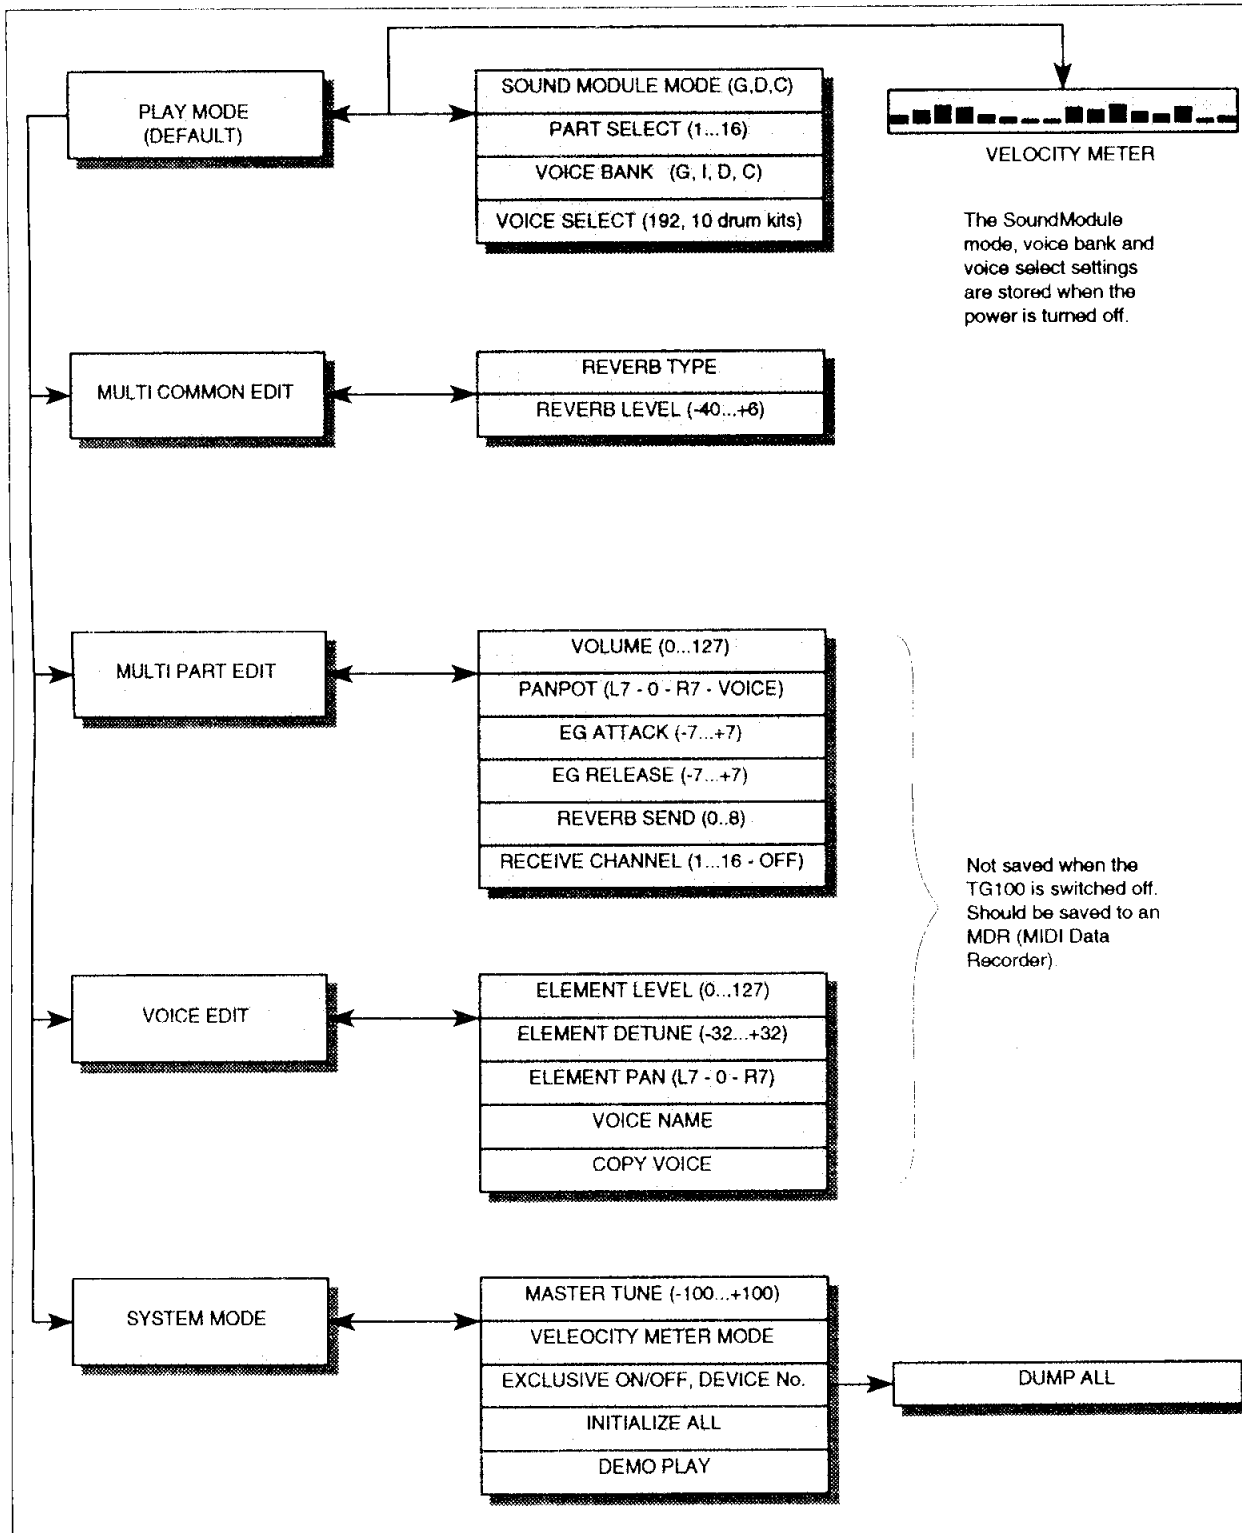 PLAY MODE
(DEFAULT)
SOUND MODULE MODE (G,D,C)
PART SELECT (1...16)
VOICE BANK (G, I, D, C)
VOICE SELECT (192, 10 drum kits)
VELOCITY METER
The SoundModule
mode, voice bank and
voice select settings
are stored when the
power is turned off.
MULTI COMMON EDIT
REVERB TYPE
REVERB LEVEL (-40...+6)
MULTI PART EDIT
VOLUME (0...127)
PANPOT (L7 - 0 - R7 - VOICE)
EG ATTACK (-7...+7)
EG RELEASE (-7...+7)
REVERB SEND (0..8)
RECEIVE CHANNEL (1...16 - OFF)
Not saved when the
TG100 is switched off.
Should be saved to an
MDR (MIDI Data
Recorder).
VOICE EDIT
ELEMENT LEVEL (0...127)
ELEMENT DETUNE (-32...+32)
ELEMENT PAN (L7 - 0 - R7)
VOICE NAME
COPY VOICE
SYSTEM MODE
MASTER TUNE (-100...+100)
VELEOCITY METER MODE
EXCLUSIVE ON/OFF, DEVICE No.
INITIALIZE ALL
DEMO PLAY
DUMP ALL